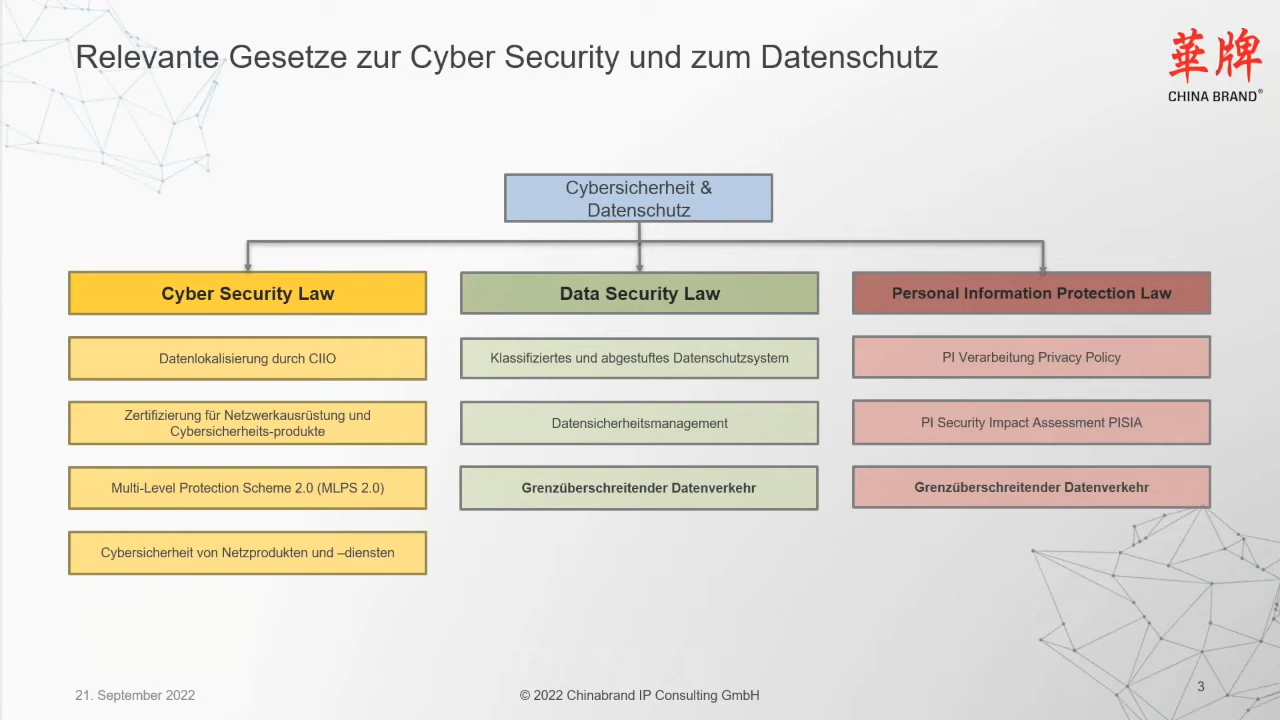 Relevante Gesetze zur Cyber Security und zum Datenschutz
華牌
CHINA BRAND®
Cybersicherheit &
Datenschutz
Cyber Security Law
Datenlokalisierung durch CIIO
Zertifizierung für Netzwerkausrüstung und
Cybersicherheits-produkte
Multi-Level Protection Scheme 2.0 (MLPS 2.0)
Cybersicherheit von Netzprodukten und –diensten
Data Security Law
Klassifiziertes und abgestuftes Datenschutzsystem
Datensicherheitsmanagement
Grenzüberschreitender Datenverkehr
Personal Information Protection Law
PI Verarbeitung Privacy Policy
PI Security Impact Assessment PISIA
Grenzüberschreitender Datenverkehr
21. September 2022
© 2022 Chinabrand IP Consulting GmbH
3